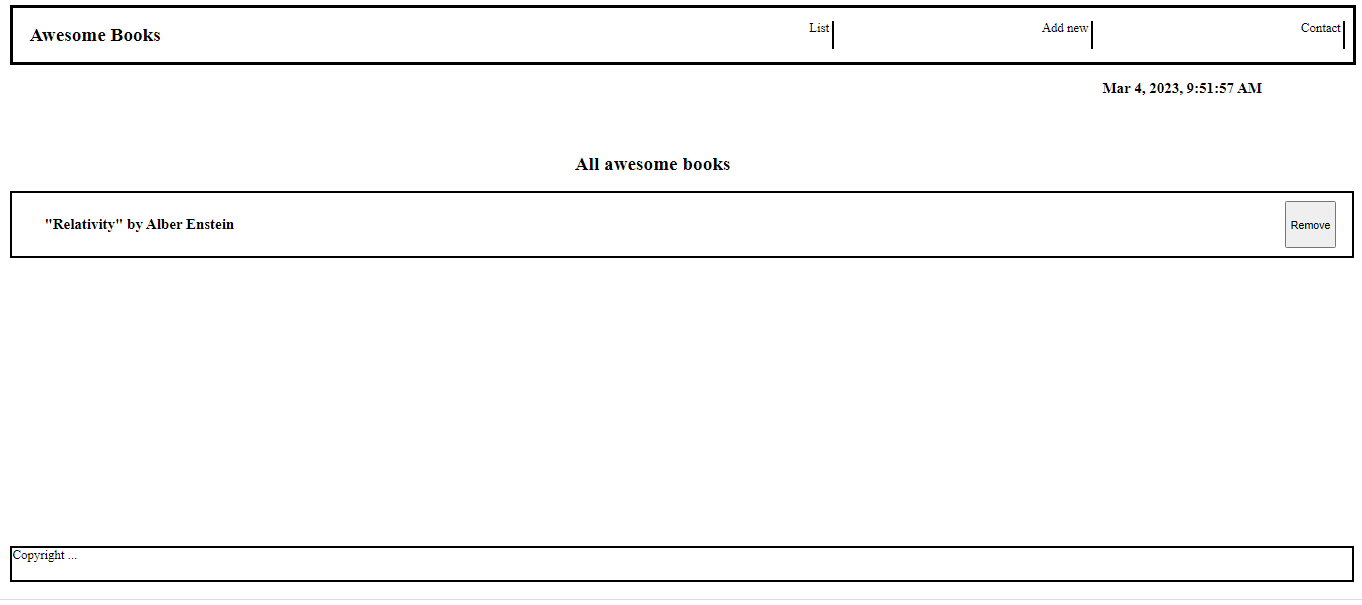 Awesome Books
List
Add new
Contact
Mar 4, 2023, 9:51:57 AM
All awesome books
"Relativity" by Alber Enstein
Remove
Copyright ...